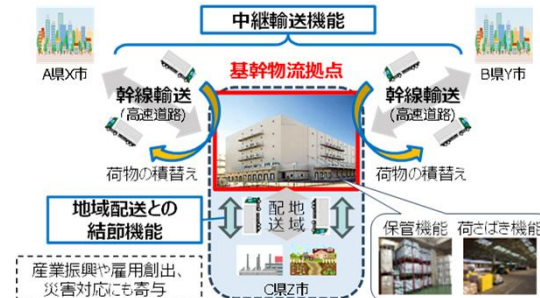 中継輸送機能
A県X市
B県Y市
基幹物流拠点
幹線輸送
(高速道路)
幹線輸送
(高速道路)
荷物の積替え
荷物の積替え
地域配送との
結節機能
地域
配送
保管機能
荷さばき機能
産業振興や雇用創出、
災害対応にも寄与
C県Z市